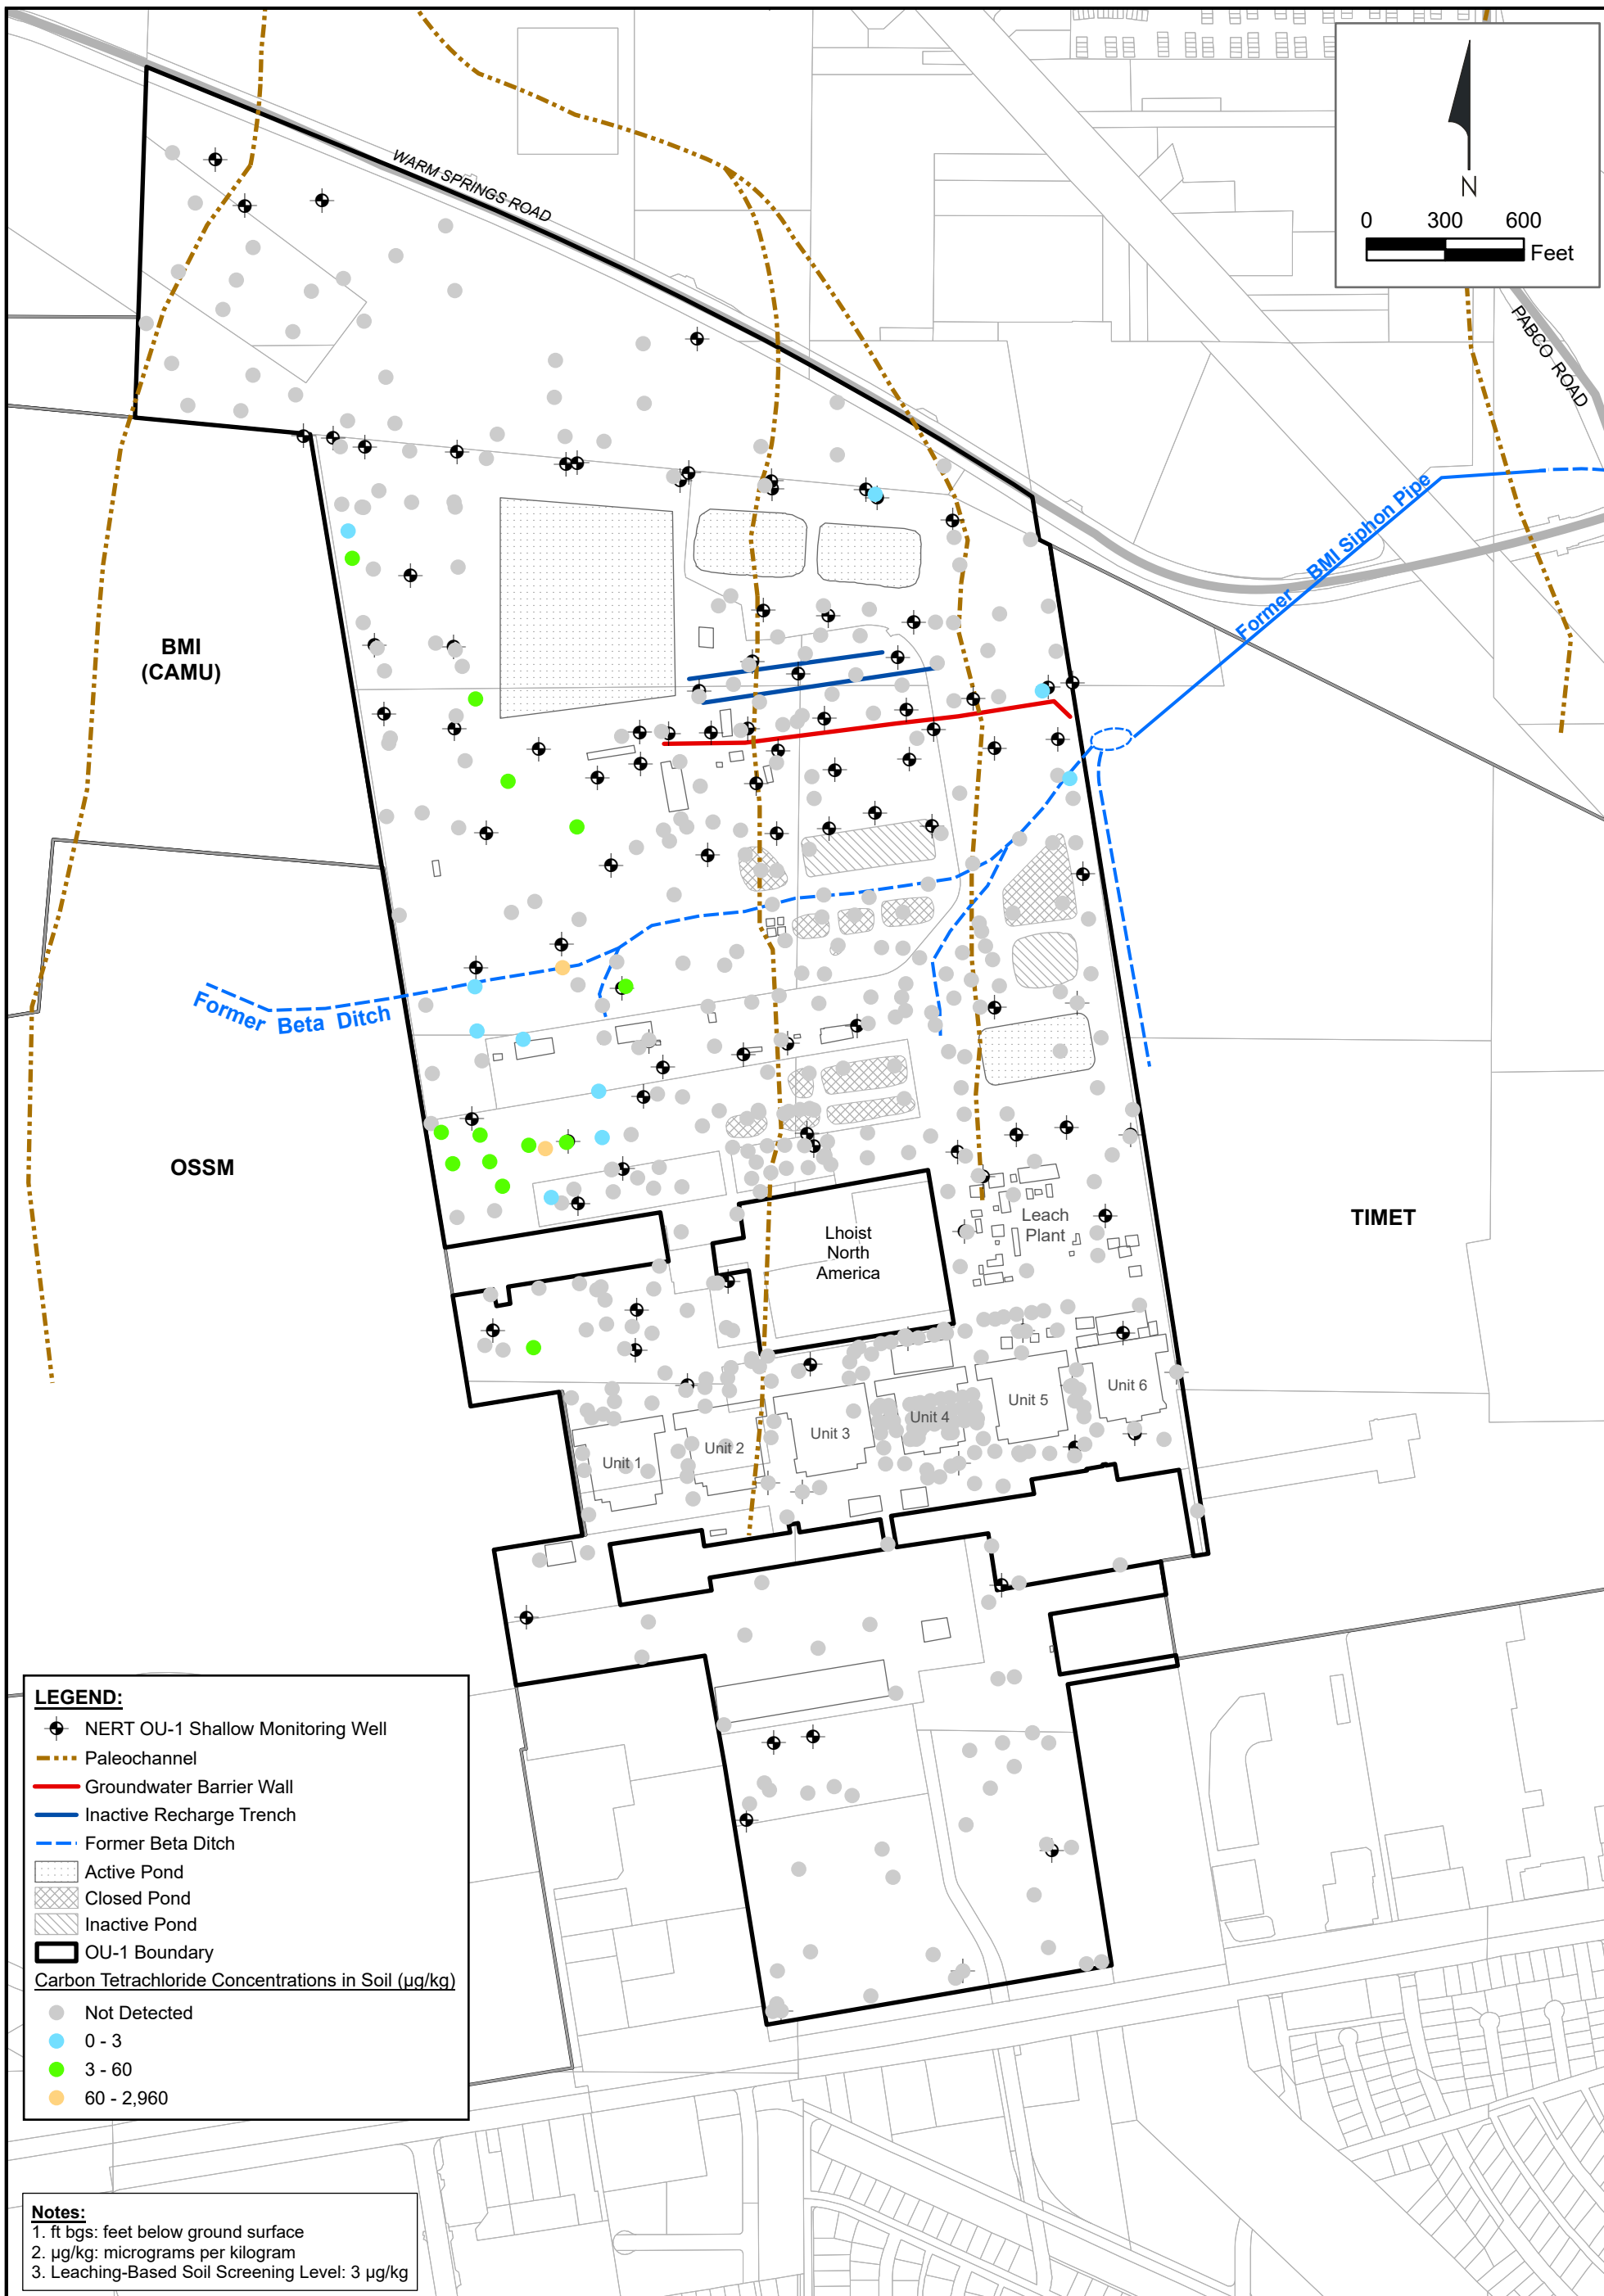 WARM SPRINGS ROAD
N
0 300 600
Feet
PABCO ROAD
Former BMI Siphon Pipe
BMI
(CAMU)
Former Beta Ditch
OSSM
TIMET
Lhoist
North
America
Leach
Plant
Unit 1
Unit 2
Unit 3
Unit 4
Unit 5
Unit 6
LEGEND:
NERT OU-1 Shallow Monitoring Well
Paleochannel
Groundwater Barrier Wall
Inactive Recharge Trench
Former Beta Ditch
Active Pond
Closed Pond
Inactive Pond
OU-1 Boundary
Carbon Tetrachloride Concentrations in Soil (µg/kg)
Not Detected
0 - 3
3 - 60
60 - 2,960
Notes:
1. ft bgs: feet below ground surface
2. µg/kg: micrograms per kilogram
3. Leaching-Based Soil Screening Level: 3 µg/kg